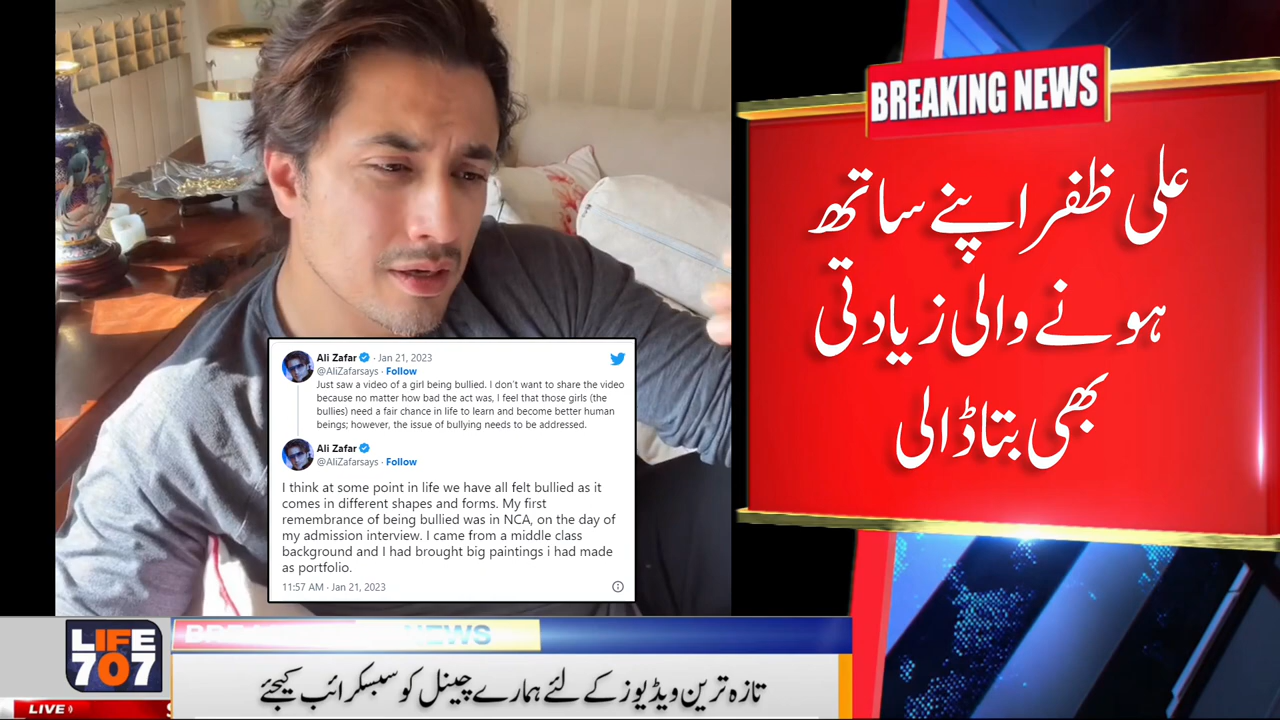 BREAKING NEWS
علی ظفر اپنے ساتھ
ہونے والی زیادتی
بھی بتا ڈالی
Ali Zafar · Jan 21, 2023
@AliZafarsays · Follow
Just saw a video of a girl being bullied. I don't want to share the video
because no matter how bad the act was, I feel that those girls (the
bullies) need a fair chance in life to learn and become better human
beings; however, the issue of bullying needs to be addressed.
Ali Zafar
@AliZafarsays · Follow
I think at some point in life we have all felt bullied as it
comes in different shapes and forms. My first
remembrance of being bullied was in NCA, on the day of
my admission interview. I came from a middle class
background and I had brought big paintings i had made
as portfolio.
11:57 AM · Jan 21, 2023
LIFE
707
BREAKING NEWS
تازہ ترین ویڈیوز کے لئے ہمارے چینل کو سبسکرائب کیجئے
LIVE